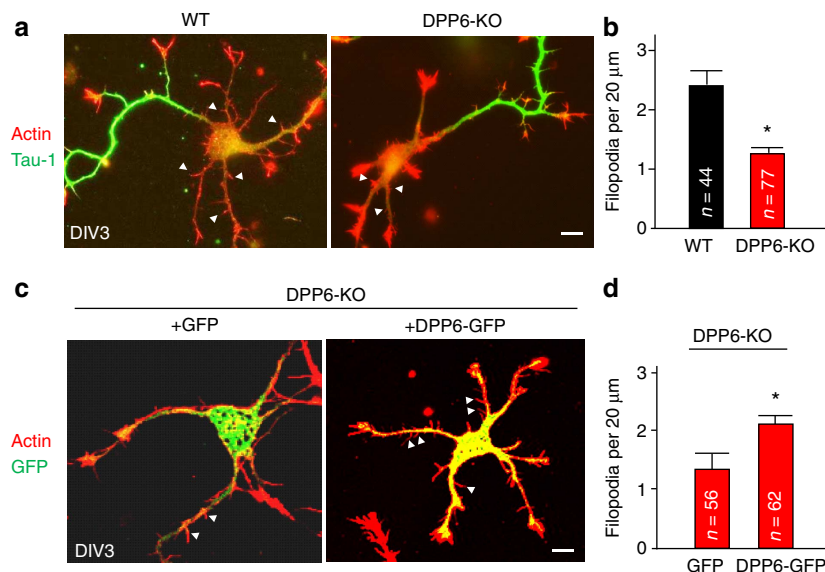 a
WT
DPP6-KO
Actin
Tau-1
DIV3
b
Filopodia per 20 μm
3
2
1
0
n = 44
*
n = 77
WT
DPP6-KO
c
DPP6-KO
+GFP
+DPP6-GFP
Actin
GFP
DIV3
d
DPP6-KO
Filopodia per 20 μm
3
2
1
0
n = 56
*
n = 62
GFP
DPP6-GFP